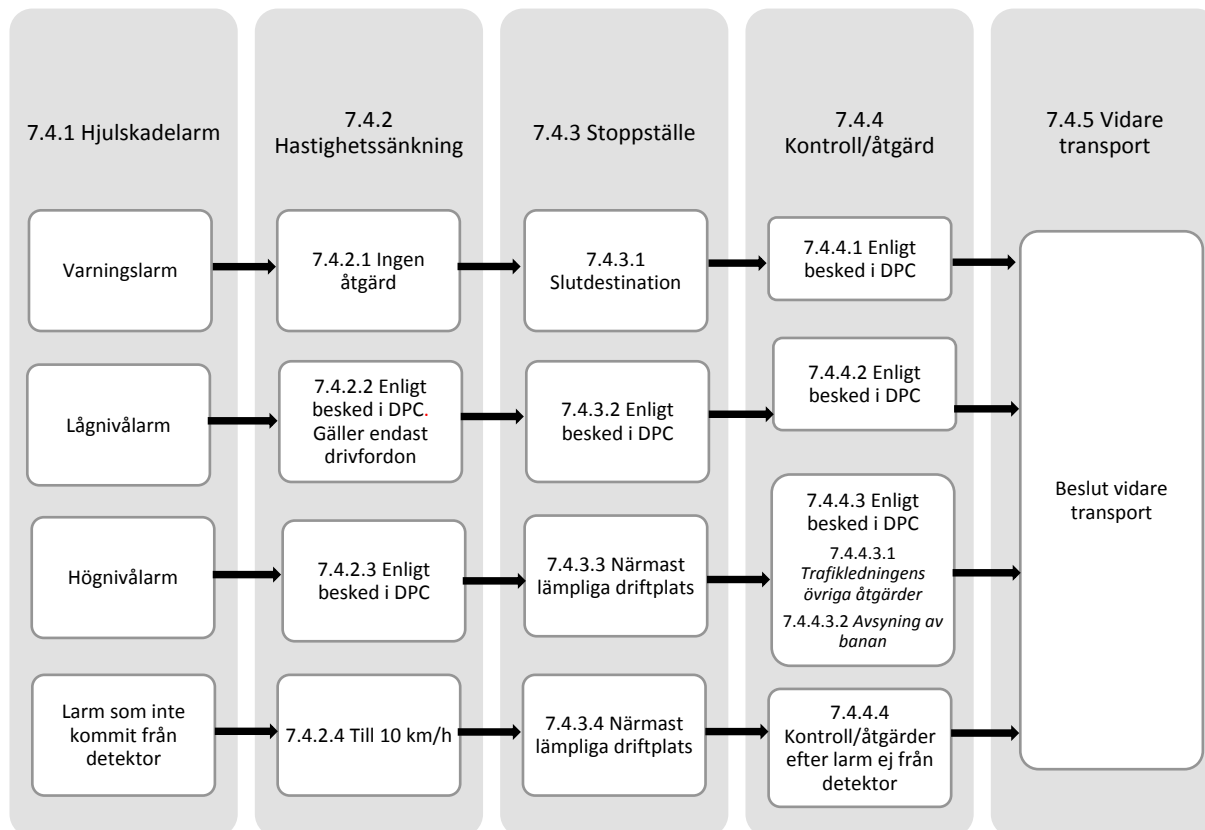 7.4.1 Hjulskadelarm
7.4.2
Hastighetssänkning
7.4.3 Stoppställe
7.4.4
Kontroll/åtgärd
7.4.5 Vidare
transport
Varningslarm
7.4.2.1 Ingen
åtgärd
7.4.3.1
Slutdestination
7.4.4.1 Enligt
besked i DPC
Lågnivålarm
7.4.2.2 Enligt
besked i DPC.
Gäller endast
drivfordon
7.4.3.2 Enligt
besked i DPC
7.4.4.2 Enligt
besked i DPC
Högnivålarm
7.4.2.3 Enligt
besked i DPC
7.4.3.3 Närmast
lämpliga driftplats
7.4.4.3 Enligt
besked i DPC
7.4.4.3.1
Trafikledningens
övriga åtgärder
7.4.4.3.2 Avsyning av
banan
Larm som inte
kommit från
detektor
7.4.2.4 Till 10 km/h
7.4.3.4 Närmast
lämpliga driftplats
7.4.4.4
Kontroll/åtgärder
efter larm ej från
detektor
Beslut vidare
transport